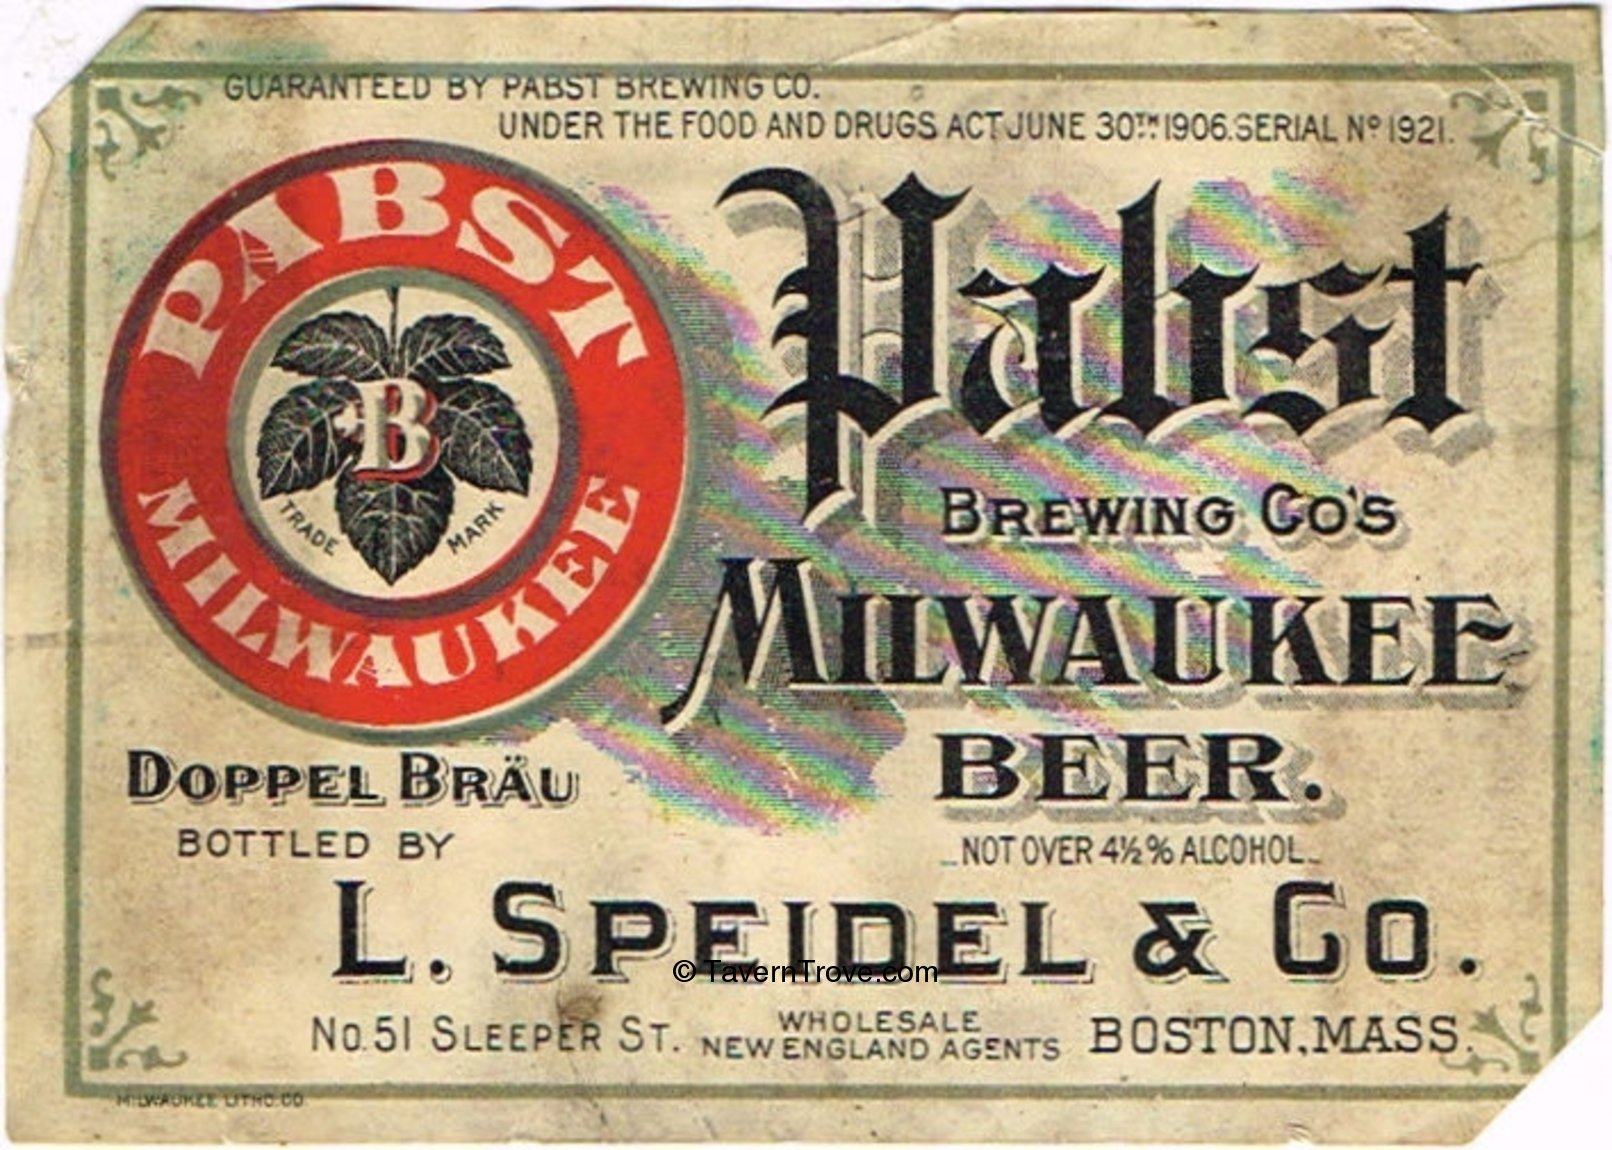 GUARANTEED BY PABST BREWING CO.
UNDER THE FOOD AND DRUGS ACT JUNE 30TH 1906. SERIAL Nº 1921.
PABST
B
TRADE MARK
MILWAUKEE
Pabst
BREWING CO'S
MILWAUKEE
BEER.
DOPPEL BRÄU
NOT OVER 4½% ALCOHOL
BOTTLED BY
L. SPEIDEL & CO.
© TavernTrove.com
No. 51 SLEEPER ST. WHOLESALE NEW ENGLAND AGENTS BOSTON, MASS.
MILWAUKEE LITHO. CO.